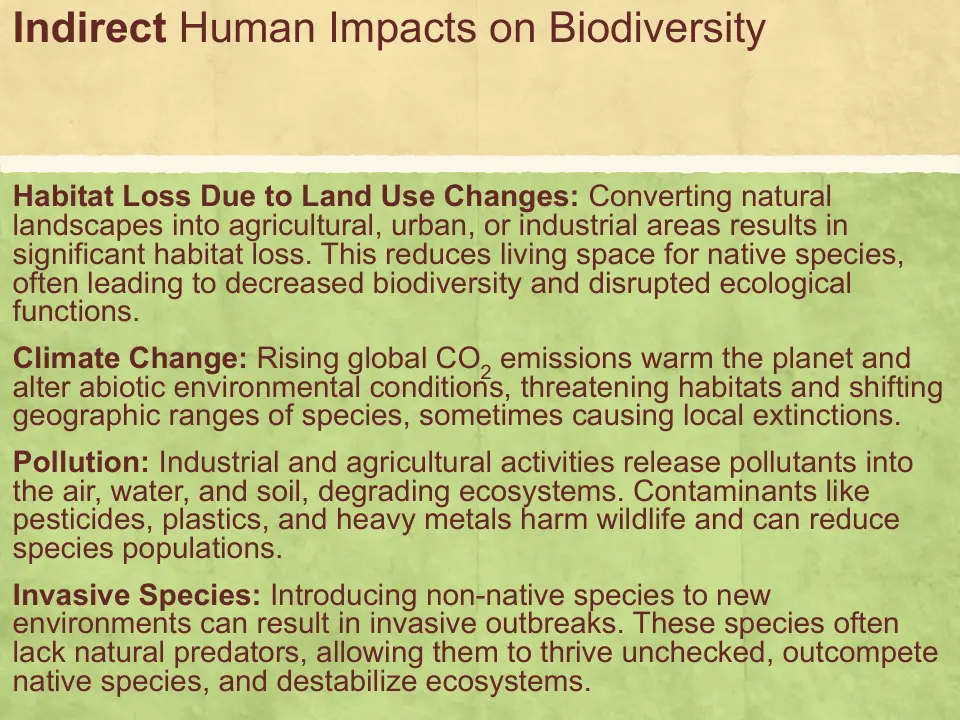 Indirect Human Impacts on Biodiversity
Habitat Loss Due to Land Use Changes: Converting natural
landscapes into agricultural, urban, or industrial areas results in
significant habitat loss. This reduces living space for native species,
often leading to decreased biodiversity and disrupted ecological
functions.
Climate Change: Rising global CO₂ emissions warm the planet and
alter abiotic environmental conditions, threatening habitats and shifting
geographic ranges of species, sometimes causing local extinctions.
Pollution: Industrial and agricultural activities release pollutants into
the air, water, and soil, degrading ecosystems. Contaminants like
pesticides, plastics, and heavy metals harm wildlife and can reduce
species populations.
Invasive Species: Introducing non-native species to new
environments can result in invasive outbreaks. These species often
lack natural predators, allowing them to thrive unchecked, outcompete
native species, and destabilize ecosystems.